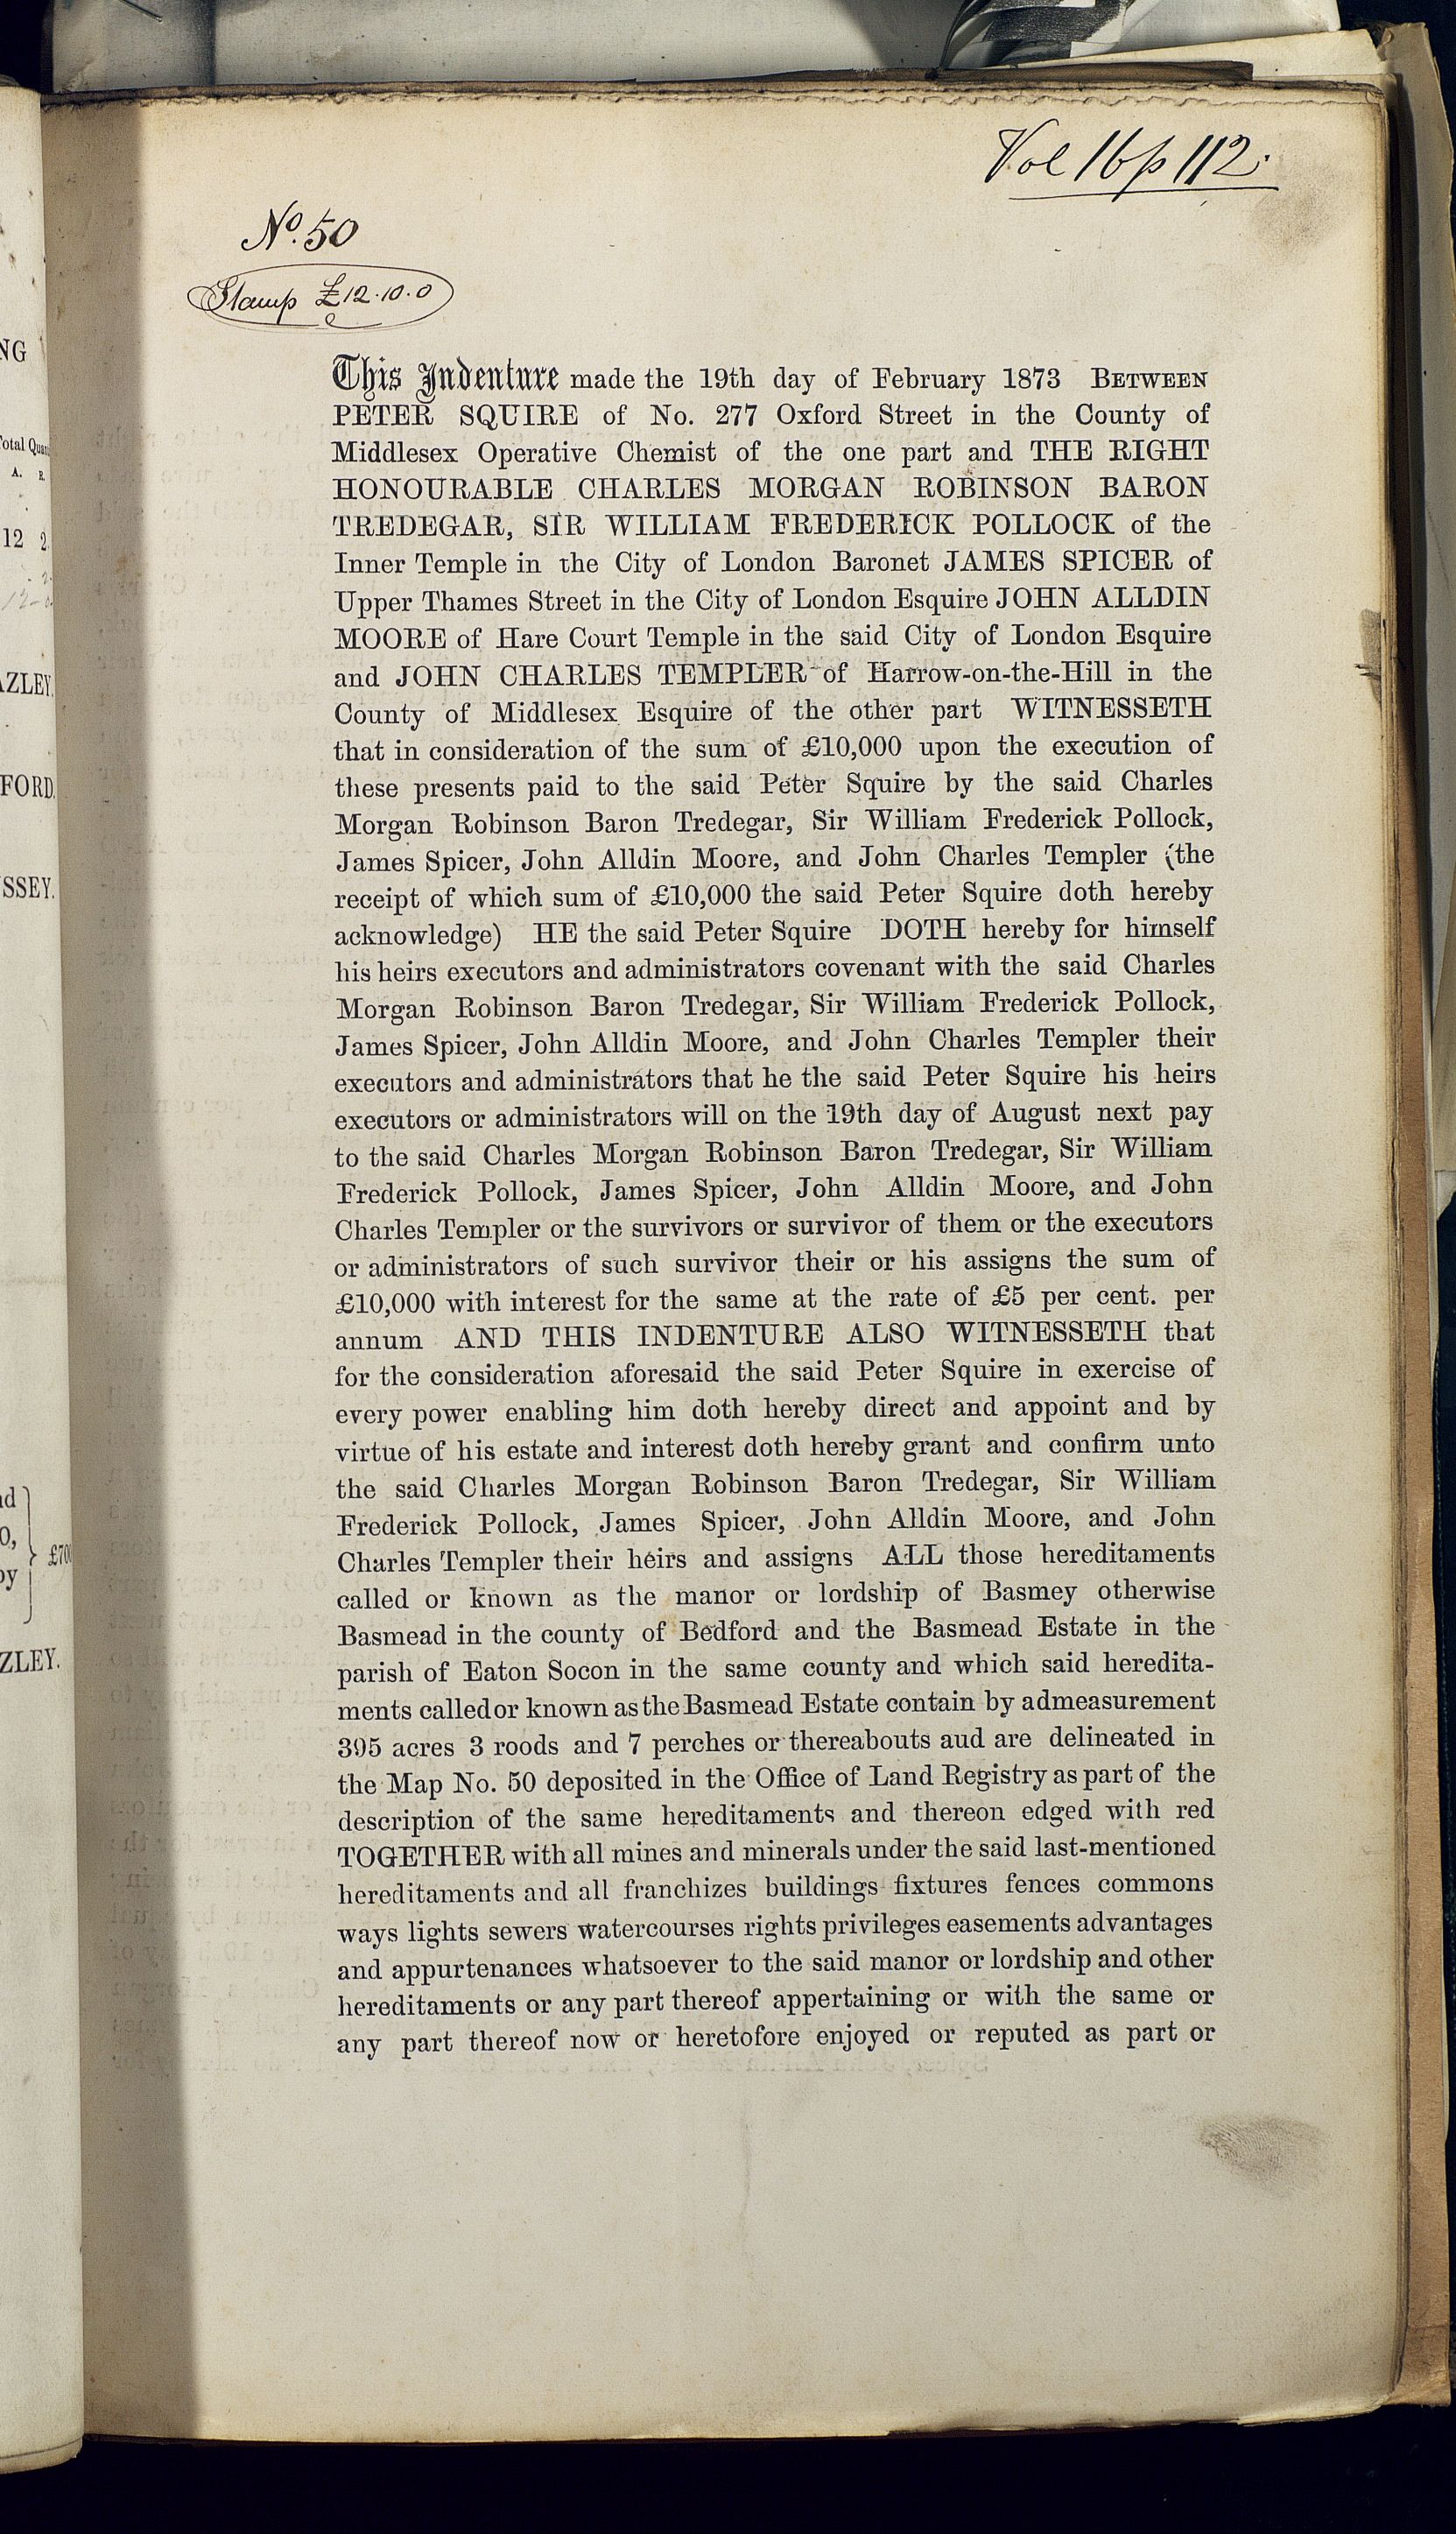 Vol 16 p 112.
No. 50
Stamp £12.10.0
This Indenture made the 19th day of February 1873 BETWEEN
PETER SQUIRE of No. 277 Oxford Street in the County of
Middlesex Operative Chemist of the one part and THE RIGHT
HONOURABLE CHARLES MORGAN ROBINSON BARON
TREDEGAR, SIR WILLIAM FREDERICK POLLOCK of the
Inner Temple in the City of London Baronet JAMES SPICER of
Upper Thames Street in the City of London Esquire JOHN ALLDIN
MOORE of Hare Court Temple in the said City of London Esquire
and JOHN CHARLES TEMPLER of Harrow-on-the-Hill in the
County of Middlesex Esquire of the other part WITNESSETH
that in consideration of the sum of £10,000 upon the execution of
these presents paid to the said Peter Squire by the said Charles
Morgan Robinson Baron Tredegar, Sir William Frederick Pollock,
James Spicer, John Alldin Moore, and John Charles Templer (the
receipt of which sum of £10,000 the said Peter Squire doth hereby
acknowledge) HE the said Peter Squire DOTH hereby for himself
his heirs executors and administrators covenant with the said Charles
Morgan Robinson Baron Tredegar, Sir William Frederick Pollock,
James Spicer, John Alldin Moore, and John Charles Templer their
executors and administrators that he the said Peter Squire his heirs
executors or administrators will on the 19th day of August next pay
to the said Charles Morgan Robinson Baron Tredegar, Sir William
Frederick Pollock, James Spicer, John Alldin Moore, and John
Charles Templer or the survivors or survivor of them or the executors
or administrators of such survivor their or his assigns the sum of
£10,000 with interest for the same at the rate of £5 per cent. per
annum AND THIS INDENTURE ALSO WITNESSETH that
for the consideration aforesaid the said Peter Squire in exercise of
every power enabling him doth hereby direct and appoint and by
virtue of his estate and interest doth hereby grant and confirm unto
the said Charles Morgan Robinson Baron Tredegar, Sir William
Frederick Pollock, James Spicer, John Alldin Moore, and John
Charles Templer their heirs and assigns ALL those hereditaments
called or known as the manor or lordship of Basmey otherwise
Basmead in the county of Bedford and the Basmead Estate in the
parish of Eaton Socon in the same county and which said heredita-
ments called or known as the Basmead Estate contain by admeasurement
395 acres 3 roods and 7 perches or thereabouts aud are delineated in
the Map No. 50 deposited in the Office of Land Registry as part of the
description of the same hereditaments and thereon edged with red
TOGETHER with all mines and minerals under the said last-mentioned
hereditaments and all franchizes buildings fixtures fences commons
ways lights sewers watercourses rights privileges easements advantages
and appurtenances whatsoever to the said manor or lordship and other
hereditaments or any part thereof appertaining or with the same or
any part thereof now or heretofore enjoyed or reputed as part or